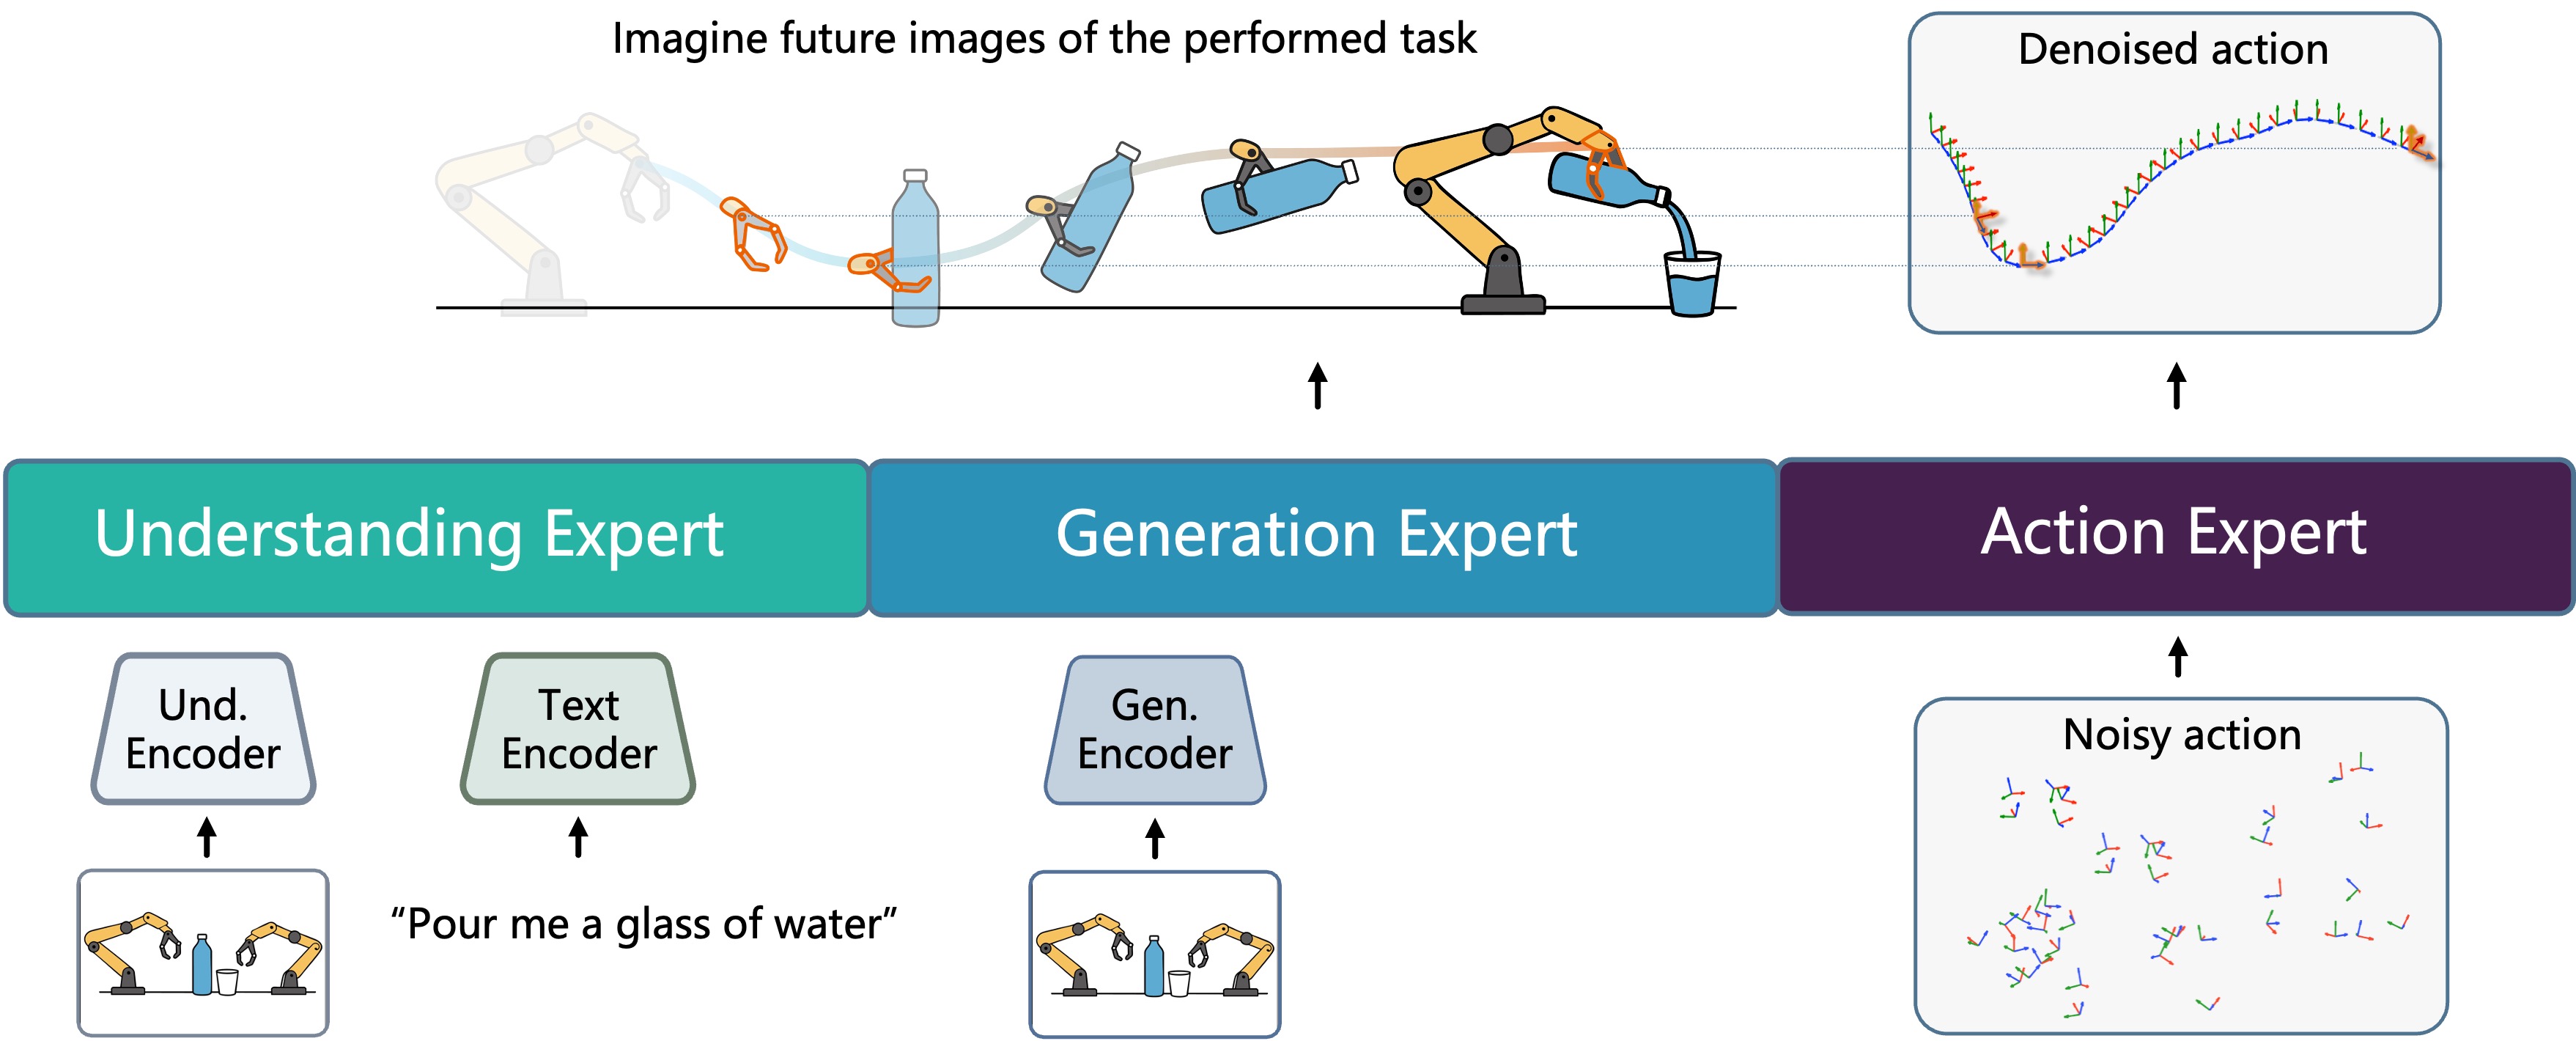 Imagine future images of the performed task
Denoised action
Understanding Expert
Generation Expert
Action Expert
Und.
Encoder
Text
Encoder
Gen.
Encoder
Noisy action
“Pour me a glass of water”